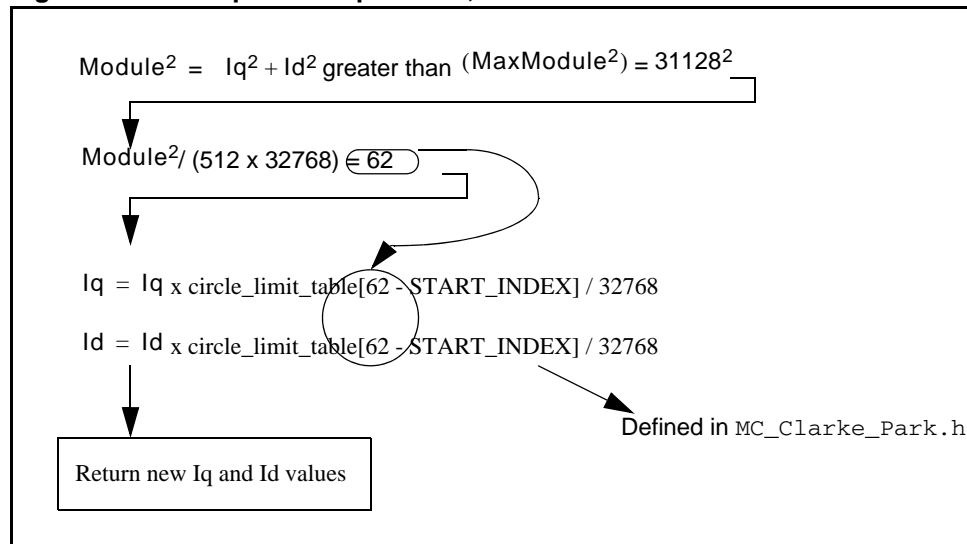 Module² = Iq² + Id² greater than (MaxModule²) = 31128²
Module²/ (512 x 32768) = 62
Iq = Iq x circle_limit_table[62 - START_INDEX] / 32768
Id = Id x circle_limit_table[62 - START_INDEX] / 32768
Defined in MC_Clarke_Park.h
Return new Iq and Id values